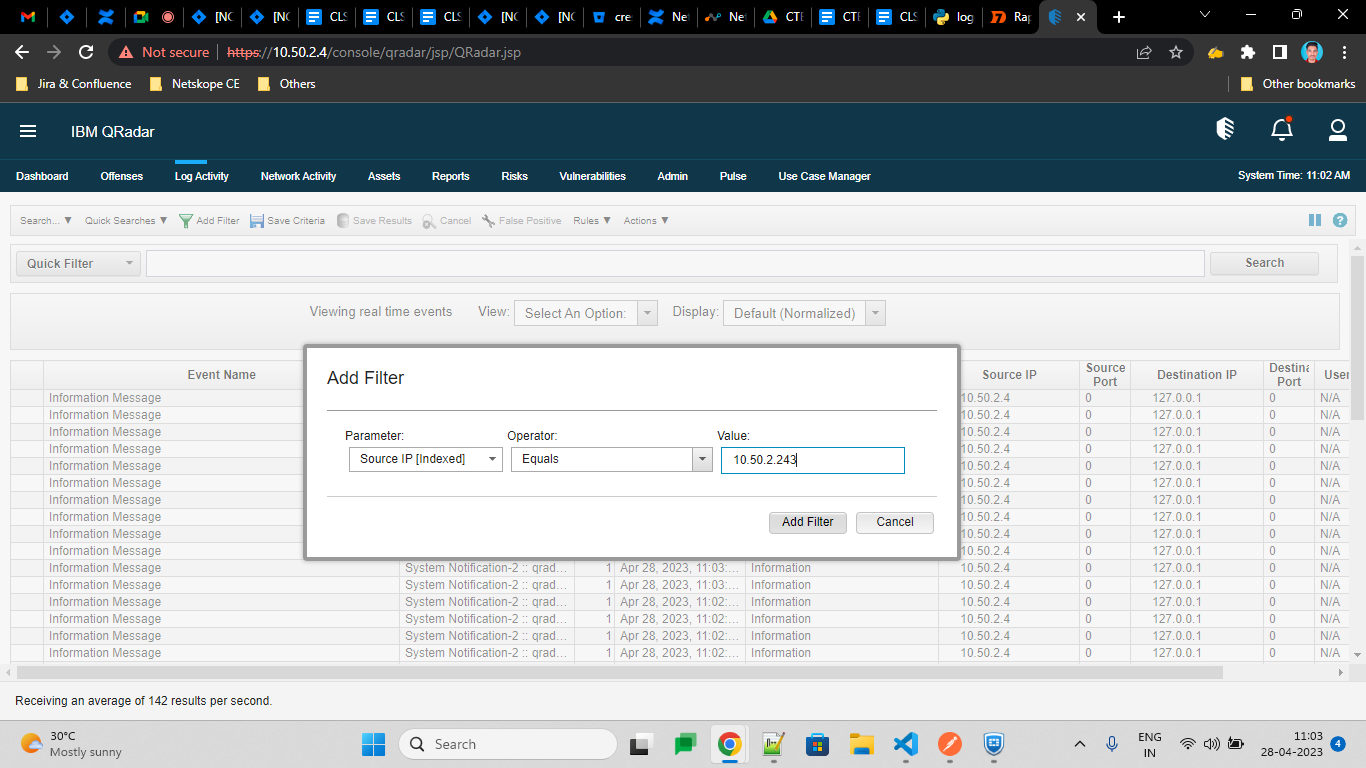 [NC
[NC
CLS
CLS
CLS
[NC
[NC
cre
Net
Net
CTE
CTE
CLS
log
Rap
Not secure https://10.50.2.4/console/qradar/jsp/QRadar.jsp
Jira & Confluence Netskope CE Others Other bookmarks
IBM QRadar
Dashboard Offenses Log Activity Network Activity Assets Reports Risks Vulnerabilities Admin Pulse Use Case Manager System Time: 11:02 AM
Search... Quick Searches Add Filter Save Criteria Save Results Cancel False Positive Rules Actions
Quick Filter Search
Viewing real time events View: Select An Option: Display: Default (Normalized)
Event Name Source IP Source Port Destination IP Destina Port User
Add Filter
Parameter: Operator: Value:
Source IP [Indexed] Equals 10.50.2.243
Add Filter Cancel
Information Message 10.50.2.4 0 127.0.0.1 0 N/A
Information Message 10.50.2.4 0 127.0.0.1 0 N/A
Information Message 10.50.2.4 0 127.0.0.1 0 N/A
Information Message 10.50.2.4 0 127.0.0.1 0 N/A
Information Message 10.50.2.4 0 127.0.0.1 0 N/A
Information Message 10.50.2.4 0 127.0.0.1 0 N/A
Information Message 10.50.2.4 0 127.0.0.1 0 N/A
Information Message 10.50.2.4 0 127.0.0.1 0 N/A
Information Message 10.50.2.4 0 127.0.0.1 0 N/A
Information Message 10.50.2.4 0 127.0.0.1 0 N/A
Information Message System Notification-2 :: qrad... 1 Apr 28, 2023, 11:03:... Information 10.50.2.4 0 127.0.0.1 0 N/A
Information Message System Notification-2 :: qrad... 1 Apr 28, 2023, 11:03:... Information 10.50.2.4 0 127.0.0.1 0 N/A
Information Message System Notification-2 :: qrad... 1 Apr 28, 2023, 11:02:... Information 10.50.2.4 0 127.0.0.1 0 N/A
Information Message System Notification-2 :: qrad... 1 Apr 28, 2023, 11:02:... Information 10.50.2.4 0 127.0.0.1 0 N/A
Information Message System Notification-2 :: qrad... 1 Apr 28, 2023, 11:02:... Information 10.50.2.4 0 127.0.0.1 0 N/A
Information Message System Notification-2 :: qrad... 1 Apr 28, 2023, 11:02:... Information 10.50.2.4 0 127.0.0.1 0 N/A
Receiving an average of 142 results per second.
30°C
Mostly sunny
Search
ENG
IN
11:03
28-04-2023
4